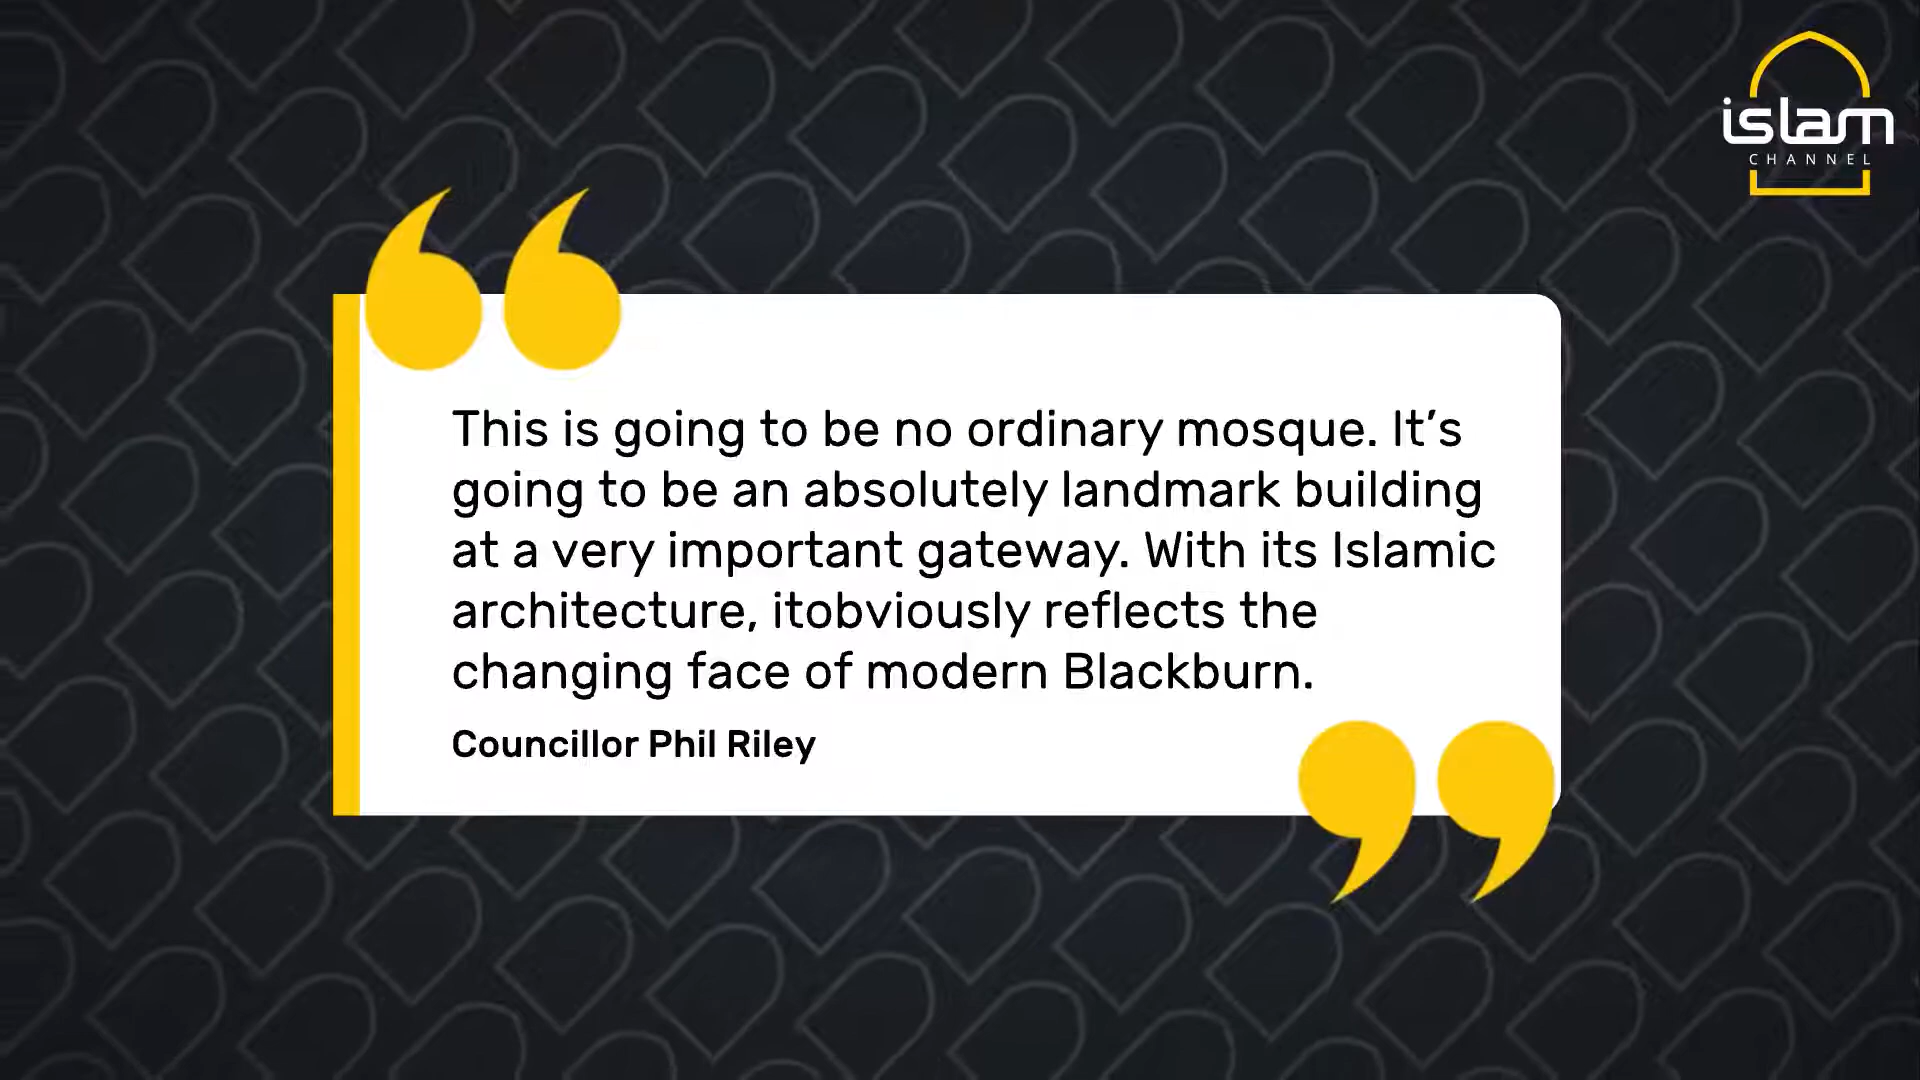 islam
CHANNEL
This is going to be no ordinary mosque. It’s
going to be an absolutely landmark building
at a very important gateway. With its Islamic
architecture, itobviously reflects the
changing face of modern Blackburn.
Councillor Phil Riley